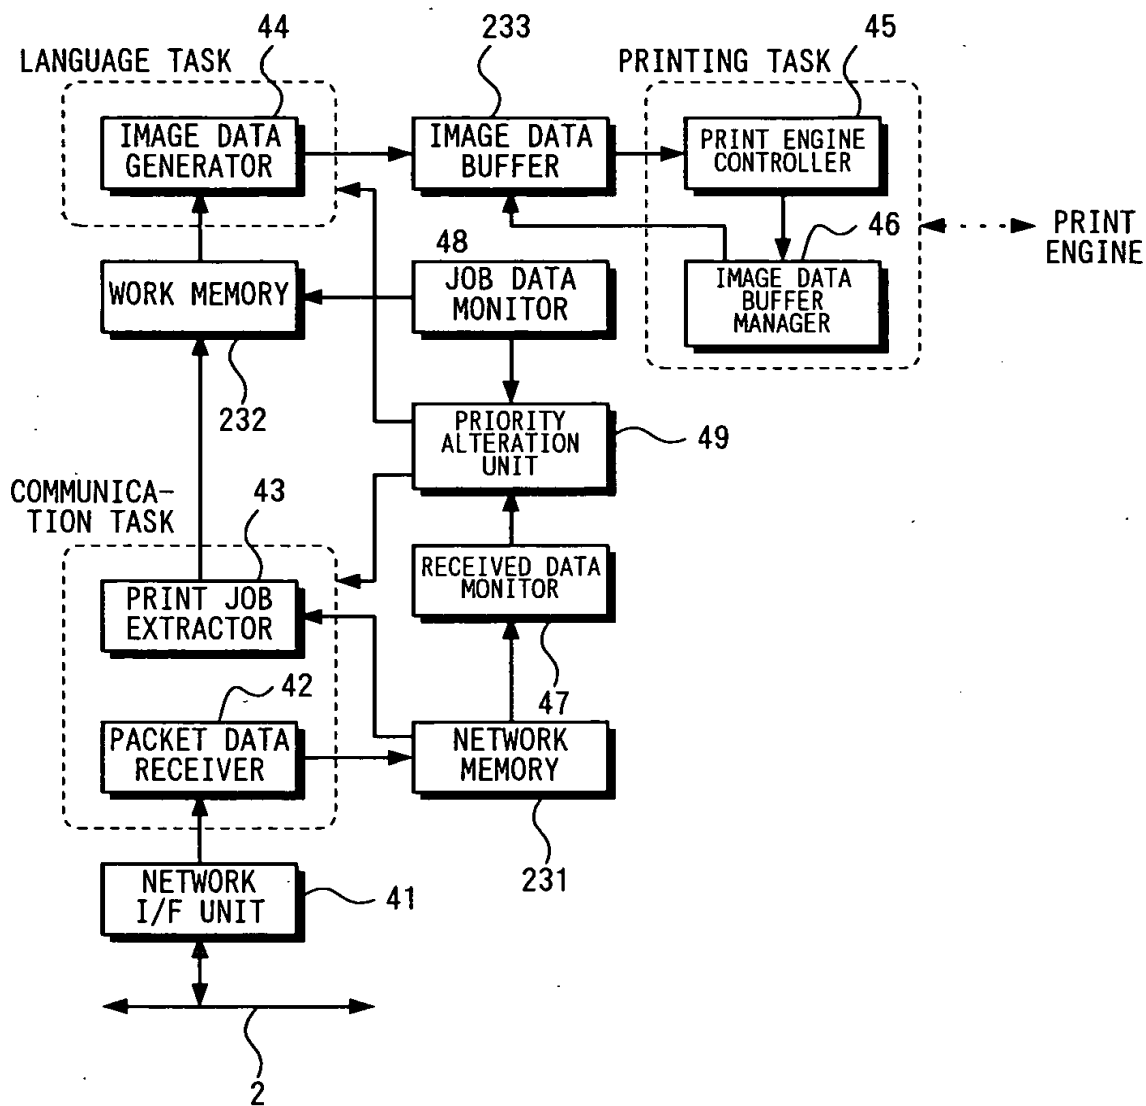 44
233
45
LANGUAGE TASK
PRINTING TASK
IMAGE DATA
GENERATOR
IMAGE DATA
BUFFER
PRINT ENGINE
CONTROLLER
46
PRINT
ENGINE
48
WORK MEMORY
JOB DATA
MONITOR
IMAGE DATA
BUFFER
MANAGER
232
PRIORITY
ALTERATION
UNIT
49
COMMUNICA-
TION TASK
43
PRINT JOB
EXTRACTOR
RECEIVED DATA
MONITOR
42
47
PACKET DATA
RECEIVER
NETWORK
MEMORY
231
NETWORK
I/F UNIT
41
2